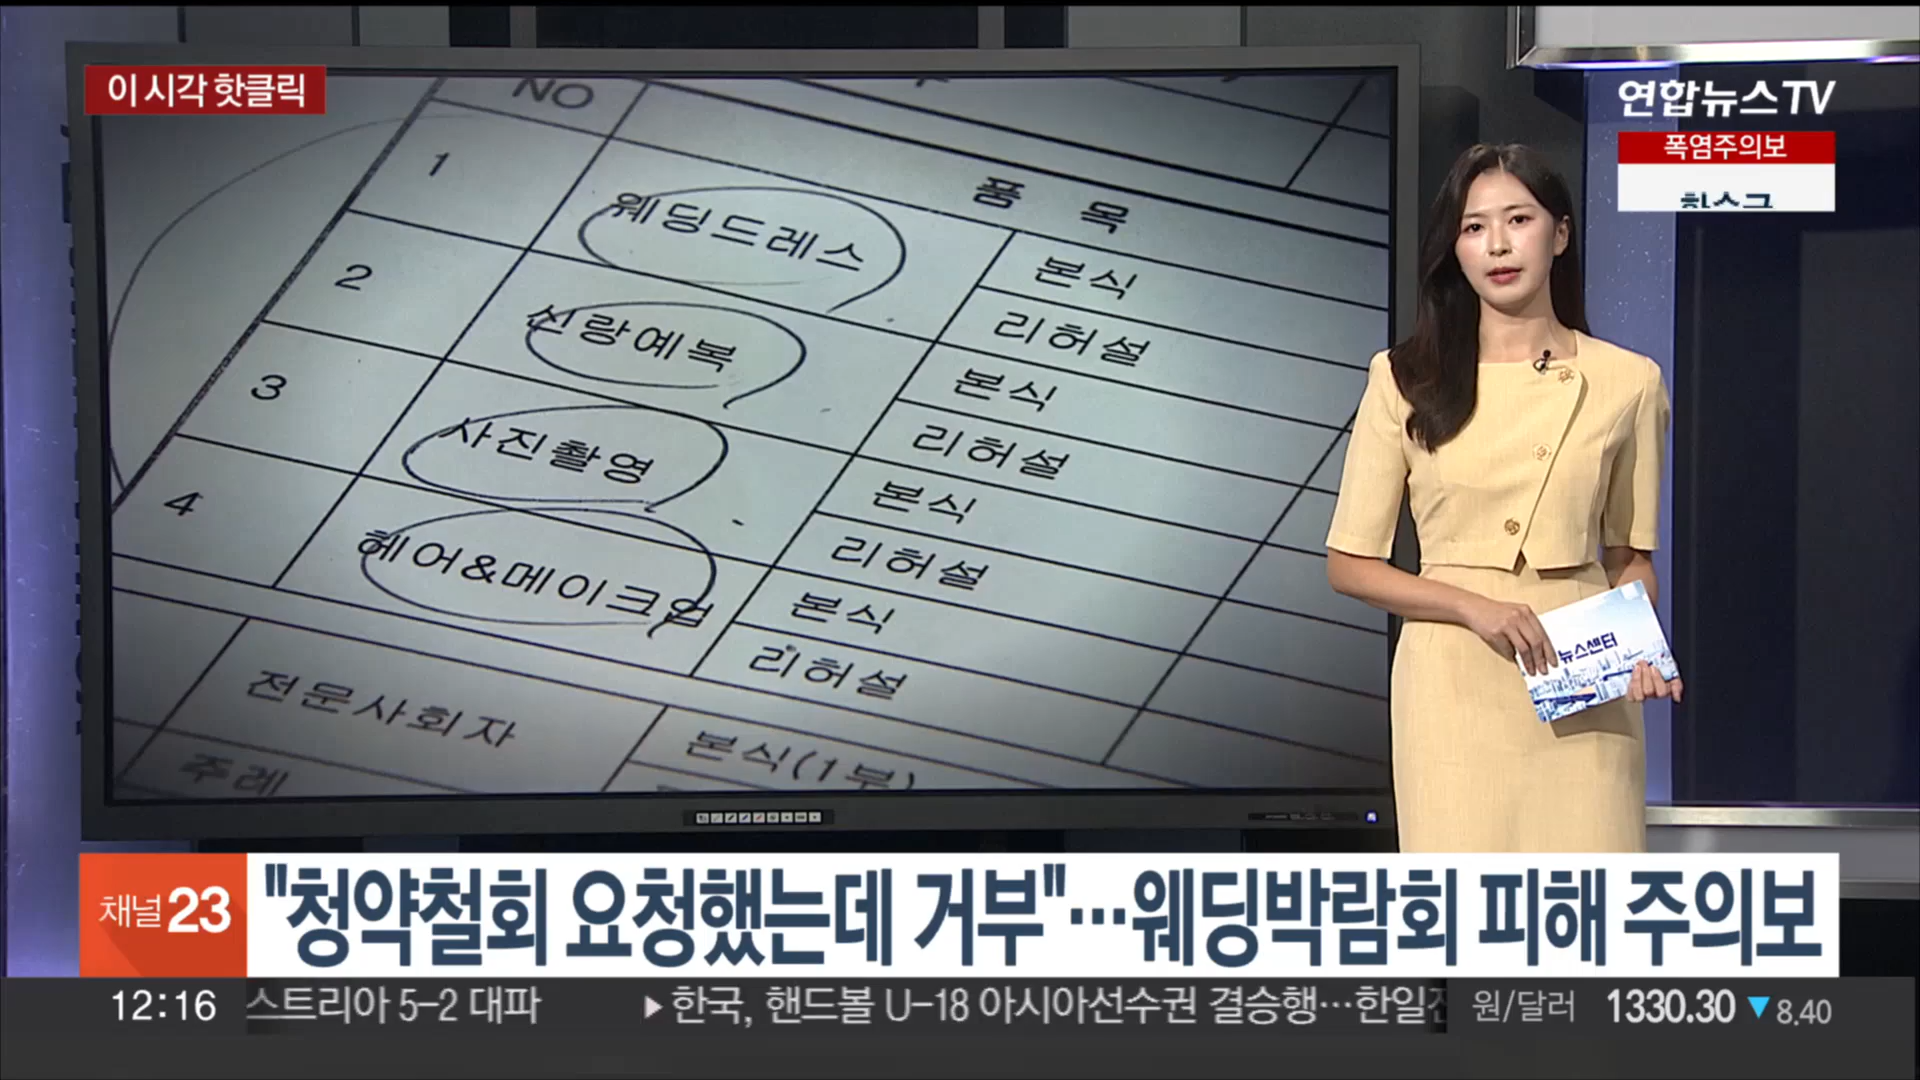 이 시각 핫클릭
연합뉴스TV
폭염주의보
NO
품 목
1 웨딩드레스 본식
리허설
2 신랑예복 본식
리허설
3 사진촬영 본식
리허설
4 헤어&메이크업 본식
리허설
전문사회자 본식(1부)
주례
뉴스센터
채널 23
"청약철회 요청했는데 거부"…웨딩박람회 피해 주의보
12:16 스트리아 5-2 대파 ▶한국, 핸드볼 U-18 아시아선수권 결승행…한일전 원/달러 1330.30 ▼8.40